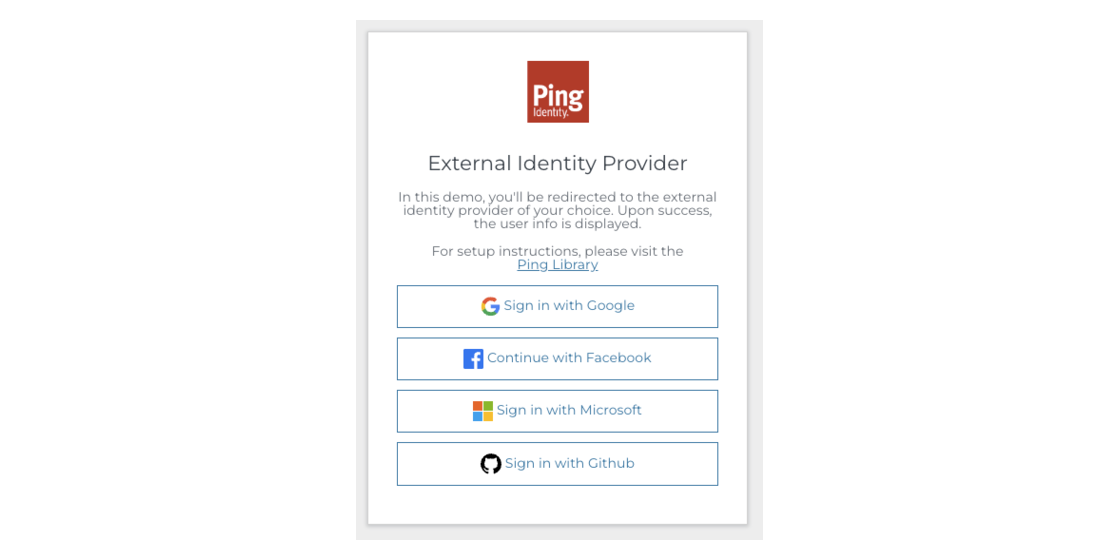 Ping
Identity.
External Identity Provider
In this demo, you'll be redirected to the external
identity provider of your choice. Upon success,
the user info is displayed.
For setup instructions, please visit the
Ping Library
Sign in with Google
Continue with Facebook
Sign in with Microsoft
Sign in with Github